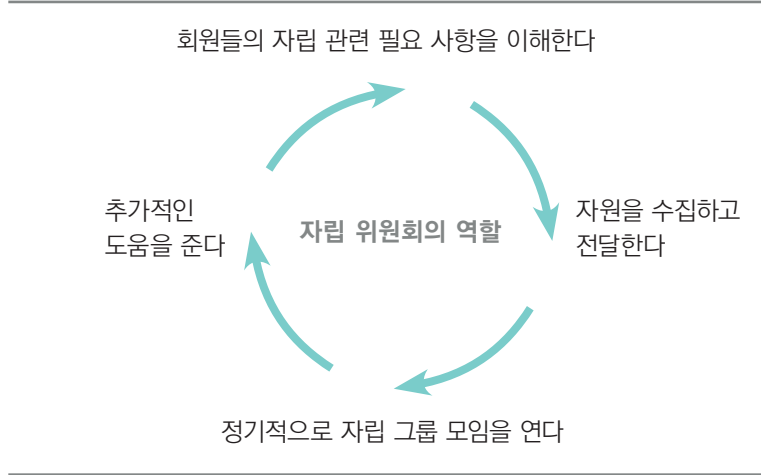 회원들의 자립 관련 필요 사항을 이해한다
추가적인
도움을 준다
자립 위원회의 역할
자원을 수집하고
전달한다
정기적으로 자립 그룹 모임을 연다